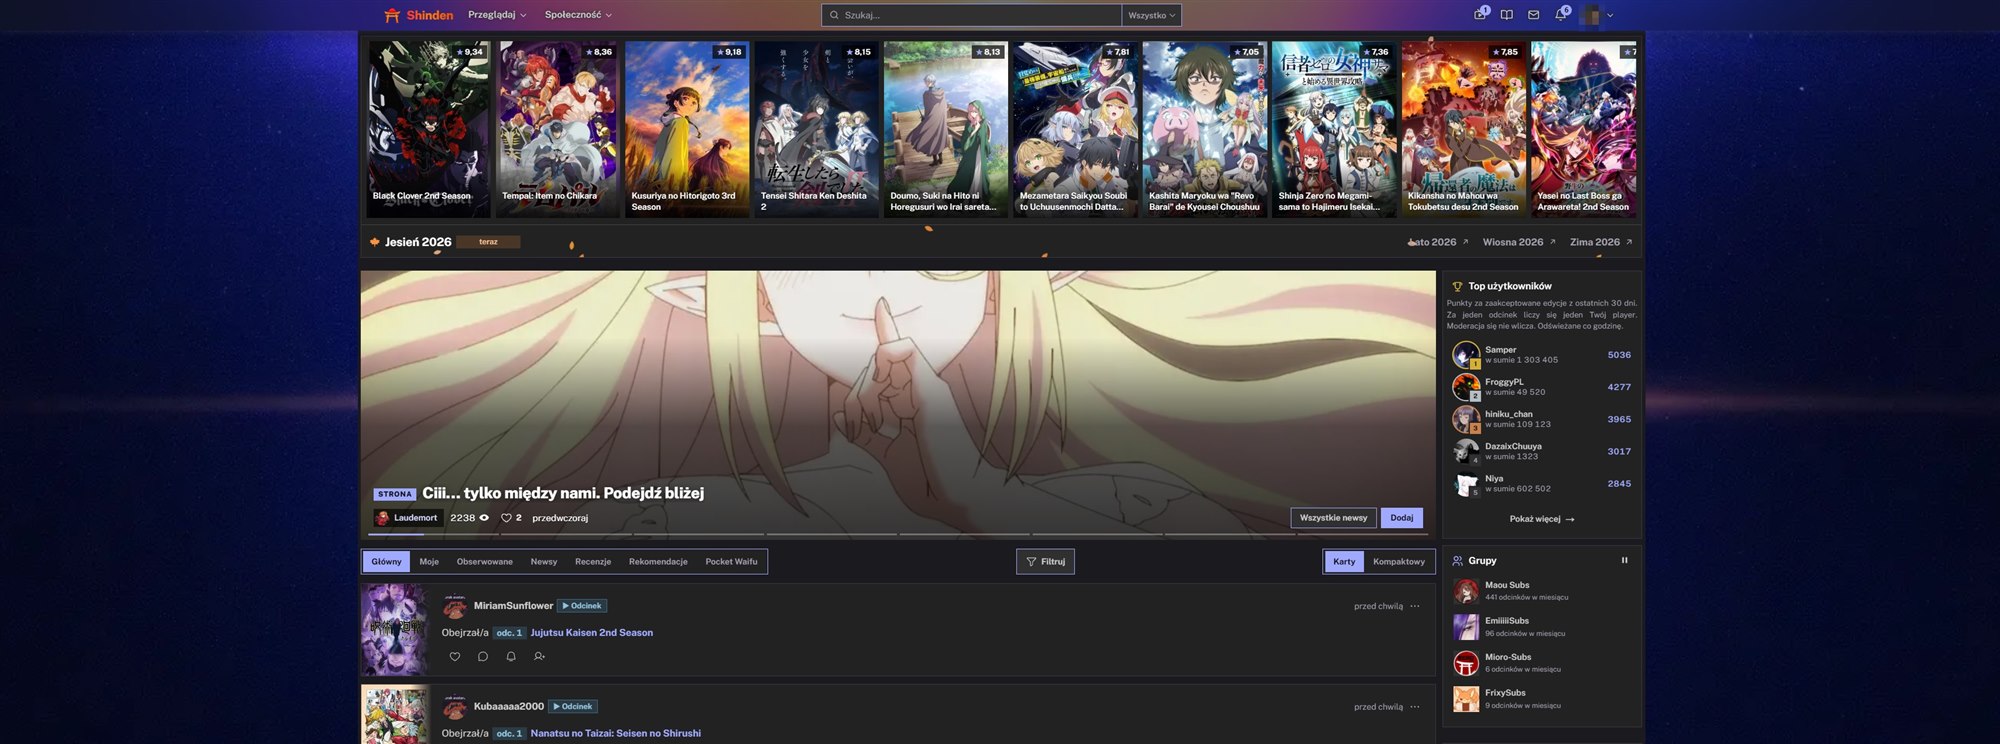 Shinden
Przeglądaj
Społeczność
Szukaj...
Wszystko
1
6
9,34
8,36
9,18
8,15
8,13
7,81
7,05
7,36
7,85
Black Clover 2nd Season
Tempal: Item no Chikara
Kusuriya no Hitorigoto 3rd
Season
Tensei Shitara Ken Deshita
2
Doumo, Suki na Hito ni
Horegusuri wo Irai sareta...
Mezametara Saikyou Soubi
to Uchuusenmochi Datta...
Kashita Maryoku wa "Revo
Barai" de Kyousei Choushuu
Shinja Zero no Megami-
sama to Hajimeru Isekai...
Kikansha no Mahou wa
Tokubetsu desu 2nd Season
Yasei no Last Boss ga
Arawareta! 2nd Season
Jesień 2026
teraz
Lato 2026
Wiosna 2026
Zima 2026
STRONA
Ciii... tylko między nami. Podejdź bliżej
Laudemort
2238
2
przedwczoraj
Wszystkie newsy
Dodaj
Główny
Moje
Obserwowane
Newsy
Recenzje
Rekomendacje
Pocket Waifu
Filtruj
Karty
Kompaktowy
MiriamSunflower
Odcinek
przed chwilą
Obejrzał/a odc. 1 Jujutsu Kaisen 2nd Season
Kubaaaaa2000
Odcinek
przed chwilą
Obejrzał/a odc. 1 Nanatsu no Taizai: Seisen no Shirushi
Top użytkowników
Punkty za zaakceptowane edycje z ostatnich 30 dni.
Za jeden odcinek liczy się jeden Twój player.
Moderacja się nie wlicza. Odświeżane co godzinę.
1
Samper
w sumie 1 303 405
5036
2
FroggyPL
w sumie 49 520
4277
3
hiniku_chan
w sumie 109 123
3965
4
DazaixChuuya
w sumie 1323
3017
5
Niya
w sumie 602 502
2845
Pokaż więcej
Grupy
Maou Subs
441 odcinków w miesiącu
EmiiiiiSubs
96 odcinków w miesiącu
Mioro-Subs
6 odcinków w miesiącu
FrixySubs
9 odcinków w miesiącu